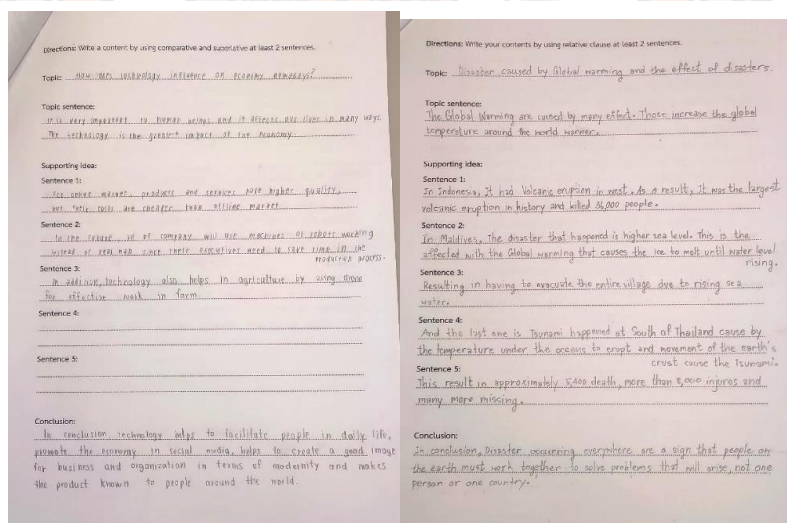 Directions: Write a content by using comparative and superlative at least 2 sentences.
Topic: How does technology influence on economy nowadays?
Topic sentence:
It is very important to human beings and it affects our lives in many ways.
The technology is the greatest impact of the economy
Supporting idea:
Sentence 1:
online market, products and services have higher quality,
but their costs are cheaper than offline market
Sentence 2:
In the future, of company will use machines or robots working
instead of real man, since their executives need to save time in the
production process.
Sentence 3:
In addition, technology also helps in agriculture by using drone
for effective work in farm
Sentence 4:
Sentence 5:
Conclusion:
In conclusion, technology helps to facilitate people in daily life,
promote the economy in social media, helps to create a good image
for business and organization in terms of modernity and makes
the product known to people around the world.
Directions: Write your contents by using relative clause at least 2 sentences.
Topic: Disaster caused by Global warming and the effect of disasters.
Topic sentence:
The Global Warming are caused by many effect. Those increase the global
temperature around the world warmer.
Supporting idea:
Sentence 1:
In Indonesia, It had Volcanic eruption in west. As a result, It was the largest
volcanic eruption in history and killed 36,000 people.
Sentence 2:
In Maldives, The disaster that happened is higher sea level. This is the
affected with the Global warming that causes the ice to melt until water level
rising.
Sentence 3:
Resulting in having to evacuate the entire village due to rising sea
water.
Sentence 4:
And the last one is Tsunami happened at South of Thailand cause by
the temperature under the oceans to erupt and movement of the earth's
crust cause the Tsunami.
Sentence 5:
This result in approximately 5,400 death, more than 8,000 injures and
many more missing.
Conclusion:
In conclusion, Disaster occurring everywhere are a sign that people on
the earth must work together to solve problems that will arise, not one
person or one country.